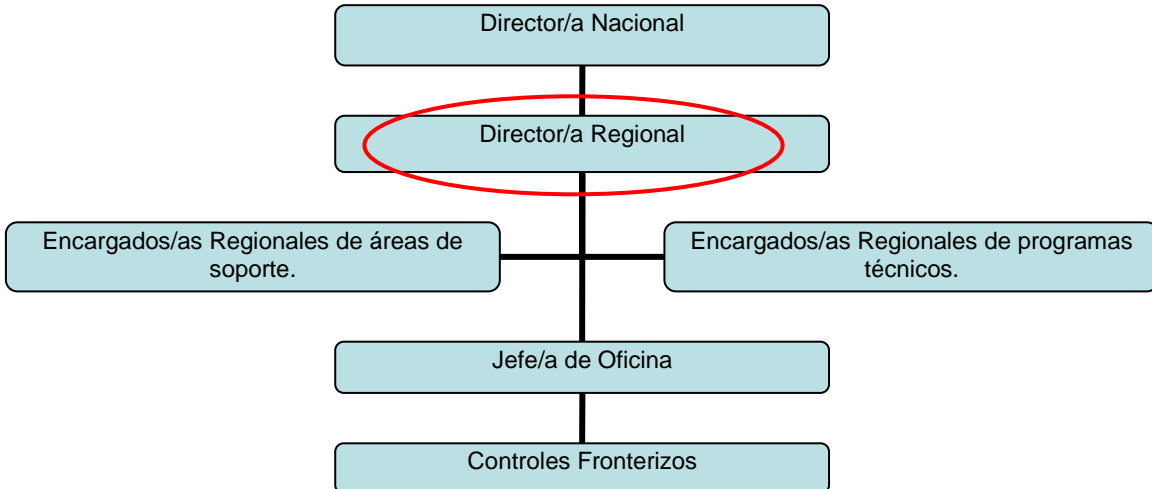 Director/a Nacional
Director/a Regional
Encargados/as Regionales de áreas de
soporte.
Encargados/as Regionales de programas
técnicos.
Jefe/a de Oficina
Controles Fronterizos